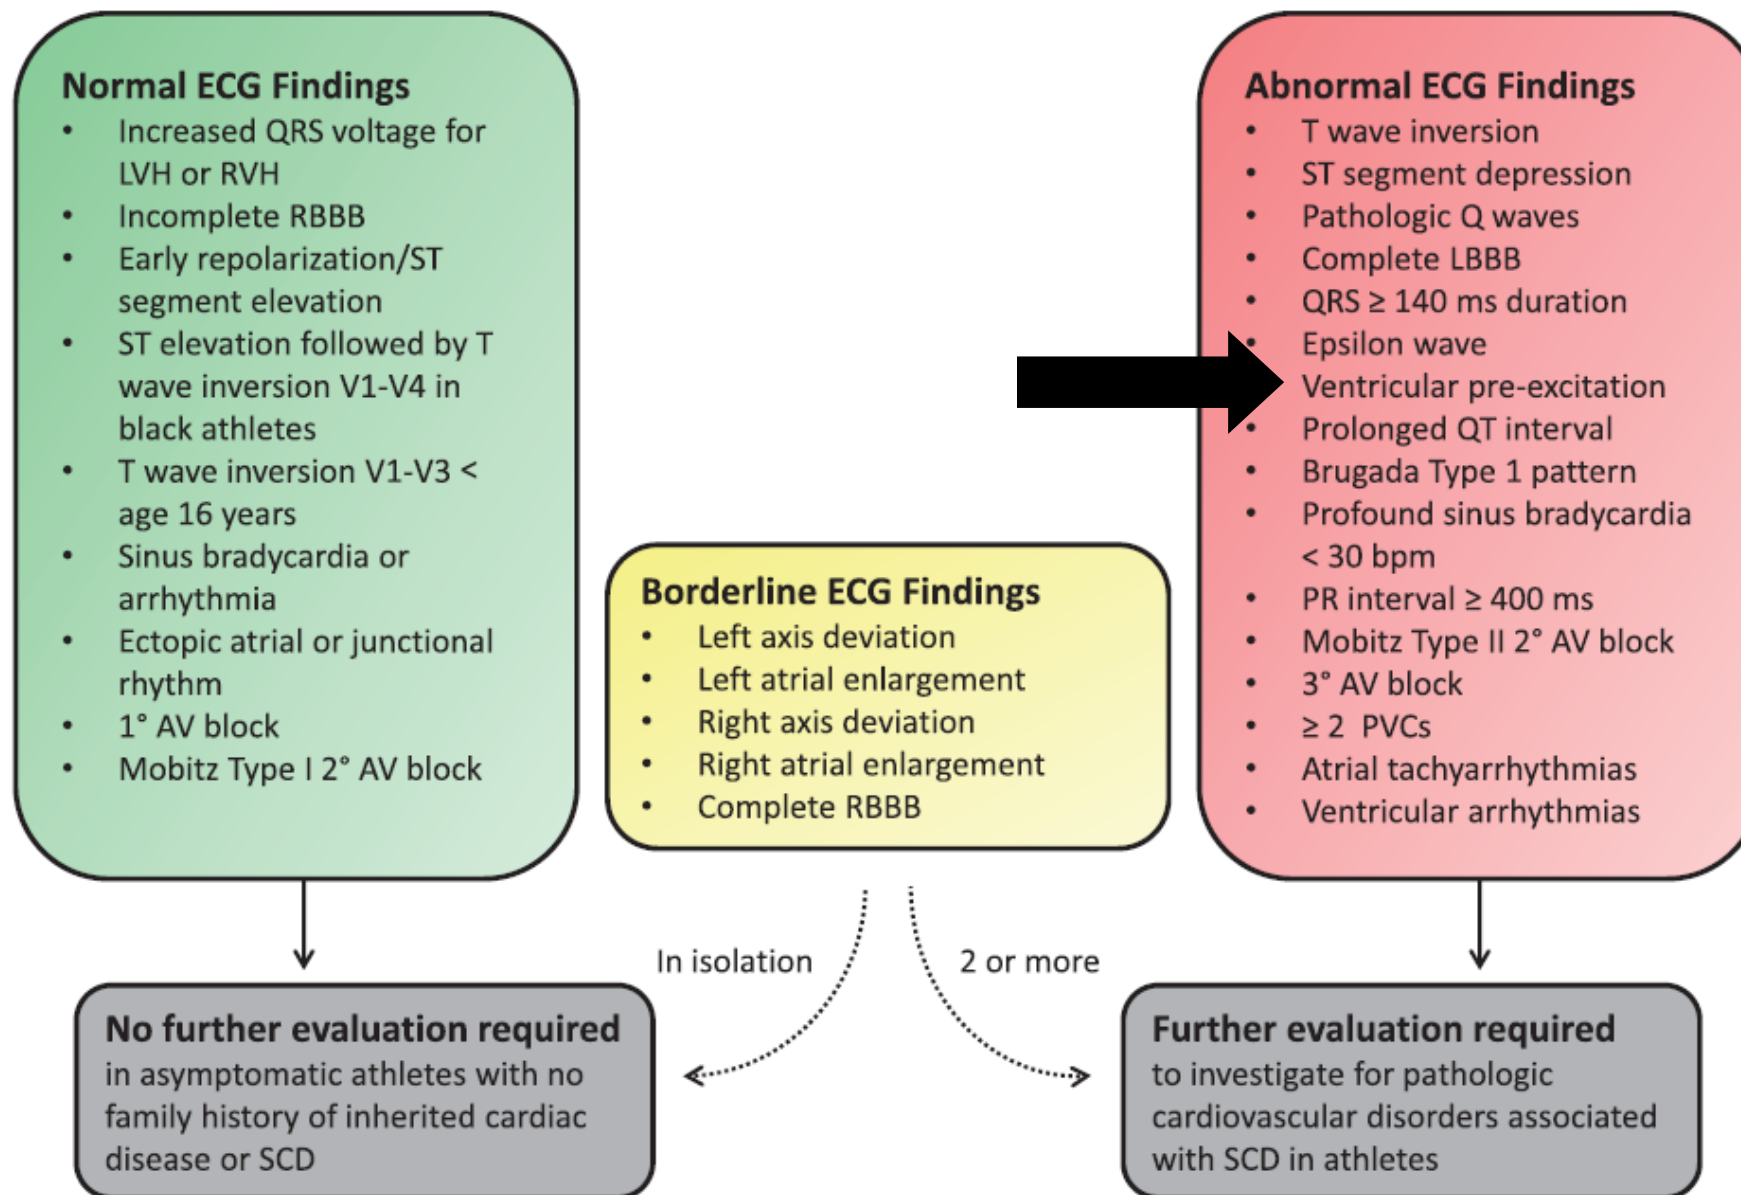 Normal ECG Findings
• Increased QRS voltage for
LVH or RVH
• Incomplete RBBB
• Early repolarization/ST
segment elevation
• ST elevation followed by T
wave inversion V1-V4 in
black athletes
• T wave inversion V1-V3 <
age 16 years
• Sinus bradycardia or
arrhythmia
• Ectopic atrial or junctional
rhythm
• 1° AV block
• Mobitz Type I 2° AV block
Borderline ECG Findings
• Left axis deviation
• Left atrial enlargement
• Right axis deviation
• Right atrial enlargement
• Complete RBBB
Abnormal ECG Findings
• T wave inversion
• ST segment depression
• Pathologic Q waves
• Complete LBBB
• QRS ≥ 140 ms duration
• Epsilon wave
Ventricular pre-excitation
• Prolonged QT interval
• Brugada Type 1 pattern
• Profound sinus bradycardia
< 30 bpm
• PR interval ≥ 400 ms
• Mobitz Type II 2° AV block
• 3° AV block
• ≥ 2 PVCs
• Atrial tachyarrhythmias
• Ventricular arrhythmias
In isolation
2 or more
No further evaluation required
in asymptomatic athletes with no
family history of inherited cardiac
disease or SCD
Further evaluation required
to investigate for pathologic
cardiovascular disorders associated
with SCD in athletes